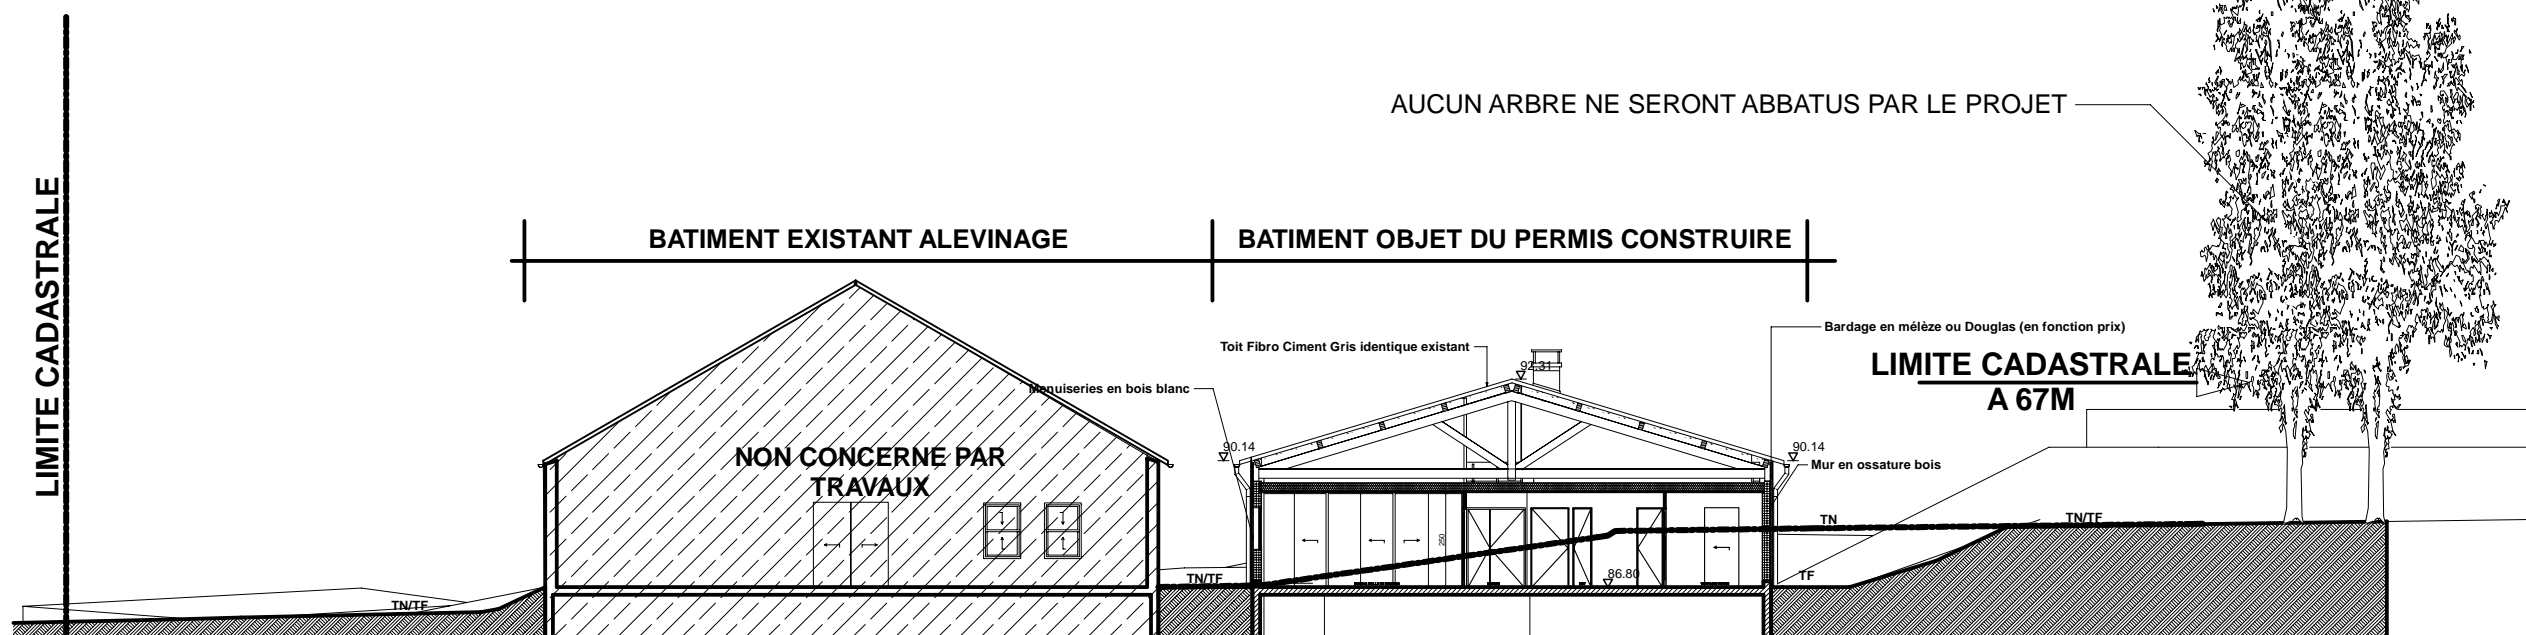 LIMITE CADASTRALE
AUCUN ARBRE NE SERONT ABBATUS PAR LE PROJET
BATIMENT EXISTANT ALEVINAGE
BATIMENT OBJET DU PERMIS CONSTRUIRE
Bardage en mélèze ou Douglas (en fonction prix)
Toit Fibro Ciment Gris identique existant
92.31
LIMITE CADASTRALE
A 67M
Menuiseries en bois blanc
90.14
90.14
NON CONCERNE PAR
TRAVAUX
Mur en ossature bois
TN
TN/TF
250
86.80
TF
TN/TF
TN/TF